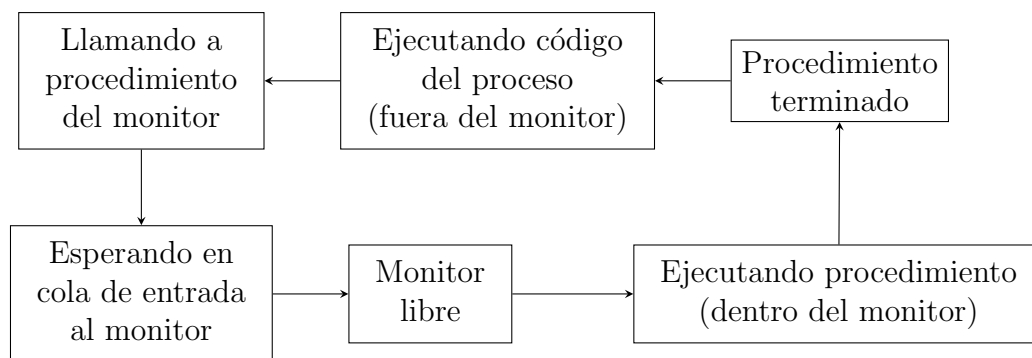 Llamando a
procedimiento
del monitor
Ejecutando código
del proceso
(fuera del monitor)
Procedimiento
terminado
Esperando en
cola de entrada
al monitor
Monitor
libre
Ejecutando procedimiento
(dentro del monitor)